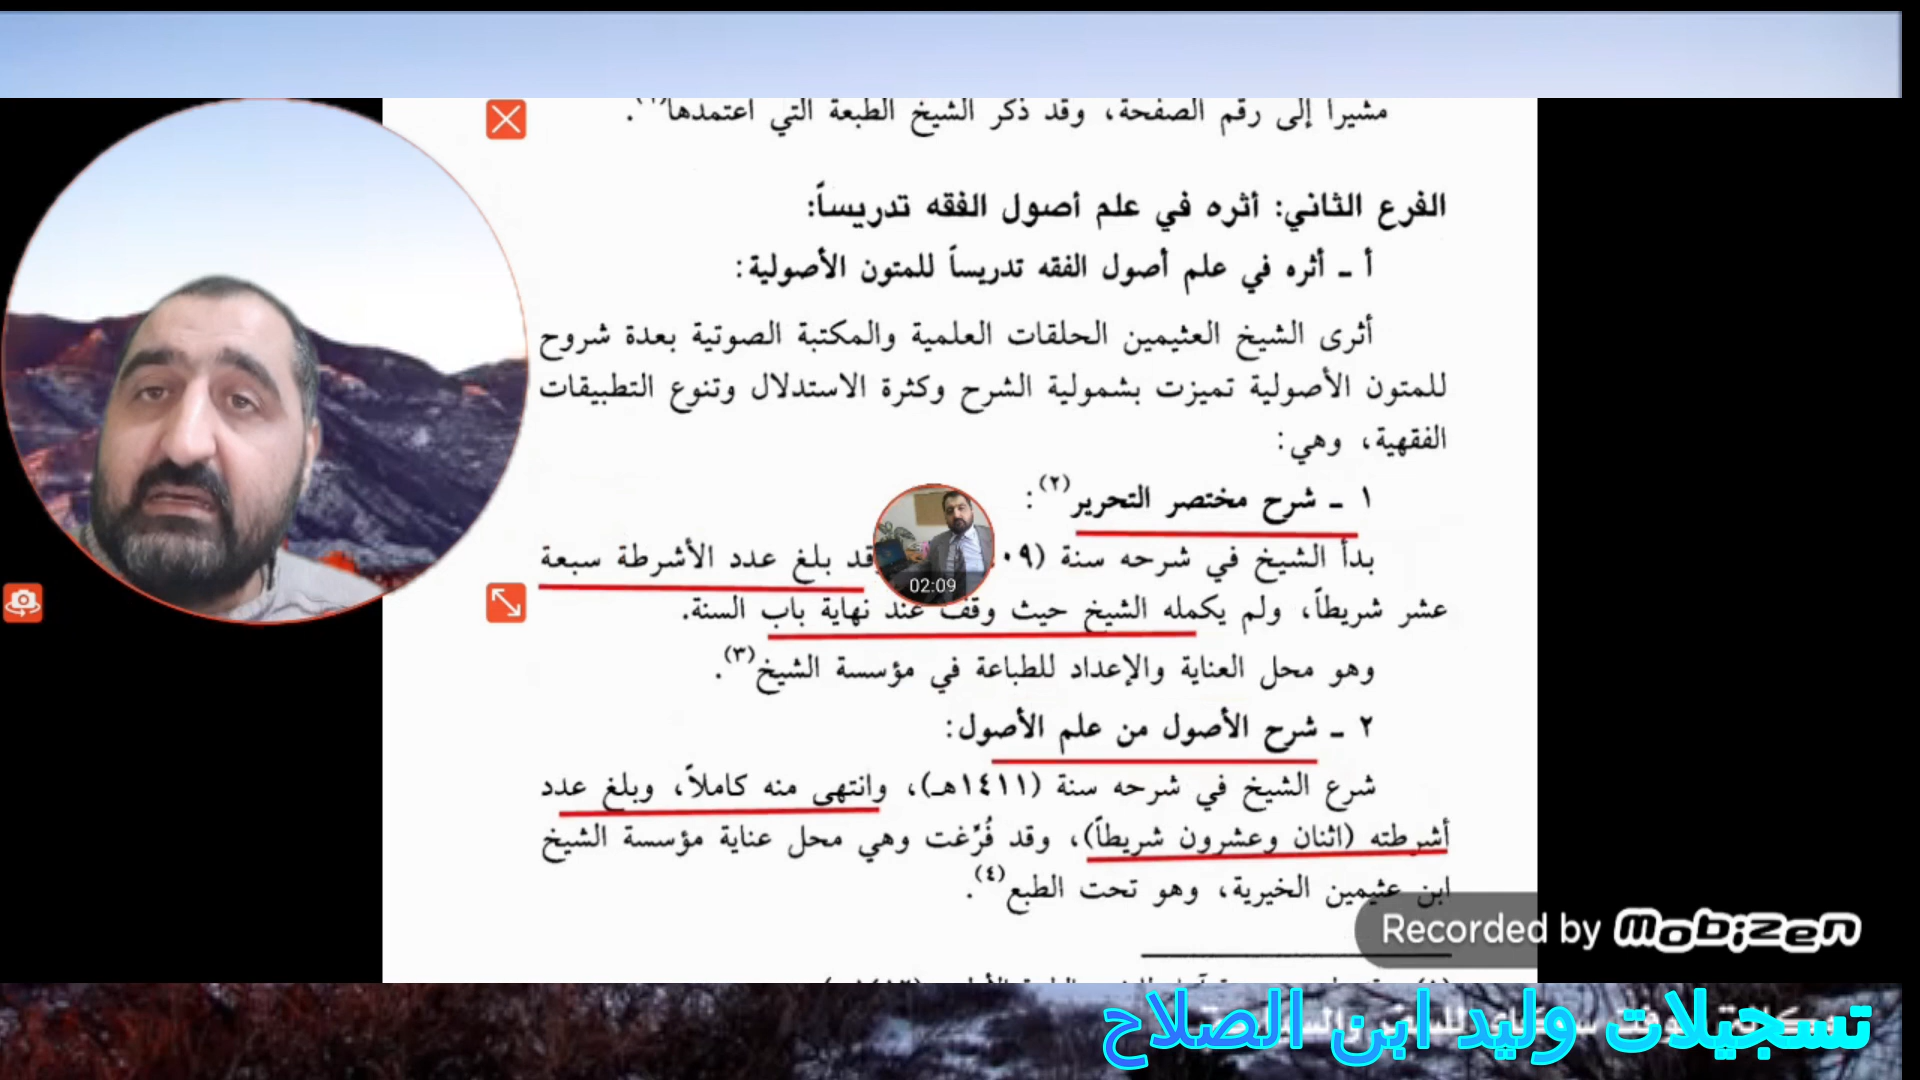 مشيراً إلى رقم الصفحة، وقد ذكر الشيخ الطبعة التي اعتمدها(١).
الفرع الثاني: أثره في علم أصول الفقه تدريساً:
أ ـ أثره في علم أصول الفقه تدريساً للمتون الأصولية:
أثرى الشيخ العثيمين الحلقات العلمية والمكتبة الصوتية بعدة شروح
للمتون الأصولية تميزت بشمولية الشرح وكثرة الاستدلال وتنوع التطبيقات
الفقهية، وهي:
١ ـ شرح مختصر التحرير(٢):
بدأ الشيخ في شرحه سنة بلغ عدد الأشرطة سبعة
02:09
عشر شريطاً، ولم يكمله الشيخ حيث وقف عند نهاية باب السنة.
وهو محل العناية والإعداد للطباعة في مؤسسة الشيخ(٣).
٢ ـ شرح الأصول من علم الأصول:
شرع الشيخ في شرحه سنة (١٤١١هـ)، وانتهى منه كاملاً، وبلغ عدد
أشرطته (اثنان وعشرون شريطاً)، وقد فُرِّغت وهي محل عناية مؤسسة الشيخ
ابن عثيمين الخيرية، وهو تحت الطبع(٤).
Recorded by mobizen
تسجيلات وليد ابن الصلاح